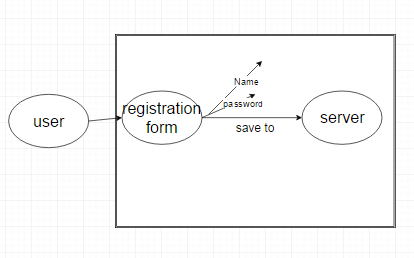 user
registration
form
Name
password
save to
server